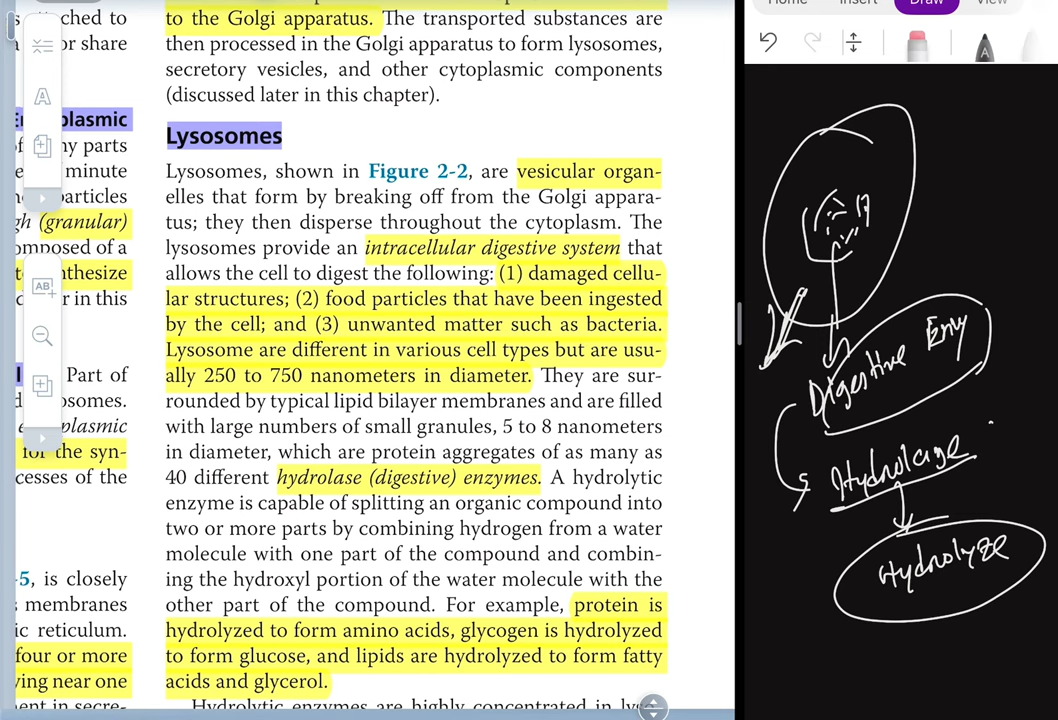 s
ched to
or share
plasmic
ny parts
minute
particles
gh (granular)
omposed of a
nthesize
r in this
Part of
osomes.
plasmic
for the syn-
cesses of the
-5, is closely
membranes
ic reticulum.
four or more
ving near one
to the Golgi apparatus. The transported substances are
then processed in the Golgi apparatus to form lysosomes,
secretory vesicles, and other cytoplasmic components
(discussed later in this chapter).
Lysosomes
Lysosomes, shown in Figure 2-2, are vesicular organ-
elles that form by breaking off from the Golgi appara-
tus; they then disperse throughout the cytoplasm. The
lysosomes provide an intracellular digestive system that
allows the cell to digest the following: (1) damaged cellu-
lar structures; (2) food particles that have been ingested
by the cell; and (3) unwanted matter such as bacteria.
Lysosome are different in various cell types but are usu-
ally 250 to 750 nanometers in diameter. They are sur-
rounded by typical lipid bilayer membranes and are filled
with large numbers of small granules, 5 to 8 nanometers
in diameter, which are protein aggregates of as many as
40 different hydrolase (digestive) enzymes. A hydrolytic
enzyme is capable of splitting an organic compound into
two or more parts by combining hydrogen from a water
molecule with one part of the compound and combin-
ing the hydroxyl portion of the water molecule with the
other part of the compound. For example, protein is
hydrolyzed to form amino acids, glycogen is hydrolyzed
to form glucose, and lipids are hydrolyzed to form fatty
acids and glycerol.
Hydrolytic enzymes are highly concentrated in
Home Insert Draw View
Digestive Enzy
Hydrolage
Hydrolyze